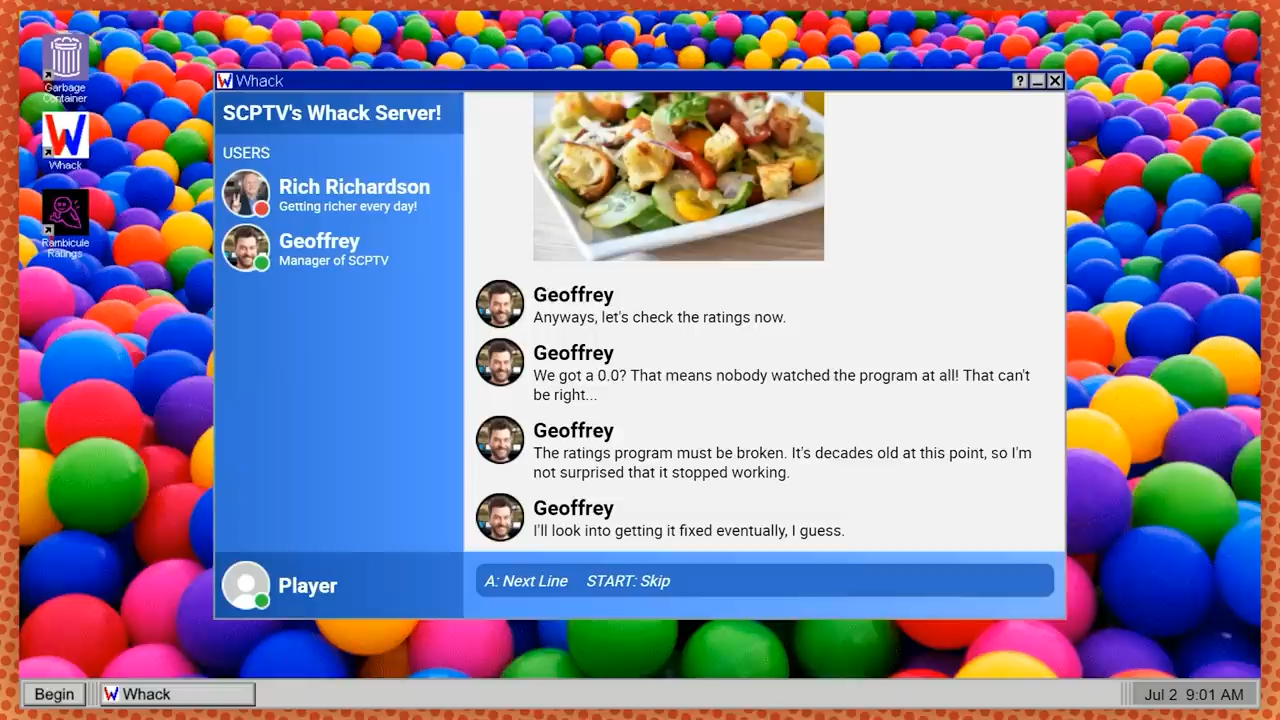 Garbage
Container
Whack
Rambicule
Ratings
Whack
?
SCPTV's Whack Server!
USERS
Rich Richardson
Getting richer every day!
Geoffrey
Manager of SCPTV
Player
Geoffrey
Anyways, let's check the ratings now.
Geoffrey
We got a 0.0? That means nobody watched the program at all! That can't
be right...
Geoffrey
The ratings program must be broken. It's decades old at this point, so I'm
not surprised that it stopped working.
Geoffrey
I'll look into getting it fixed eventually, I guess.
A: Next Line START: Skip
Begin
Whack
Jul 2 9:01 AM